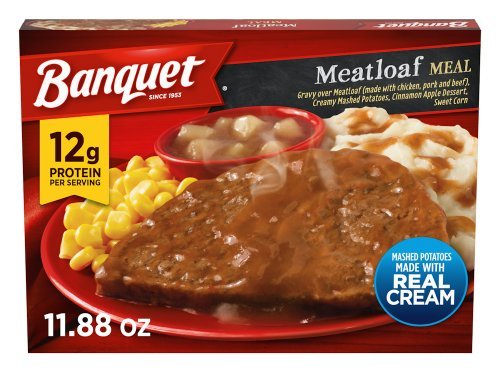 Banquet
SINCE 1953
Meatloaf MEAL
Gravy over Meatloaf (made with chicken, pork and beef),
Creamy Mashed Potatoes, Cinnamon Apple Dessert,
Sweet Corn
12g
PROTEIN
PER SERVING
MASHED POTATOES
MADE WITH
REAL
CREAM
11.88 oz